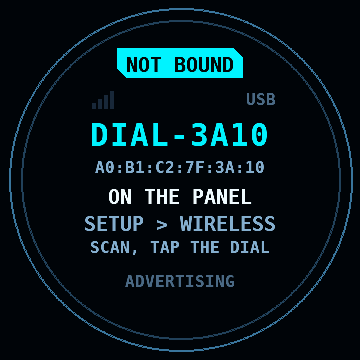 NOT BOUND
USB
DIAL-3A10
A0:B1:C2:7F:3A:10
ON THE PANEL
SETUP > WIRELESS
SCAN, TAP THE DIAL
ADVERTISING